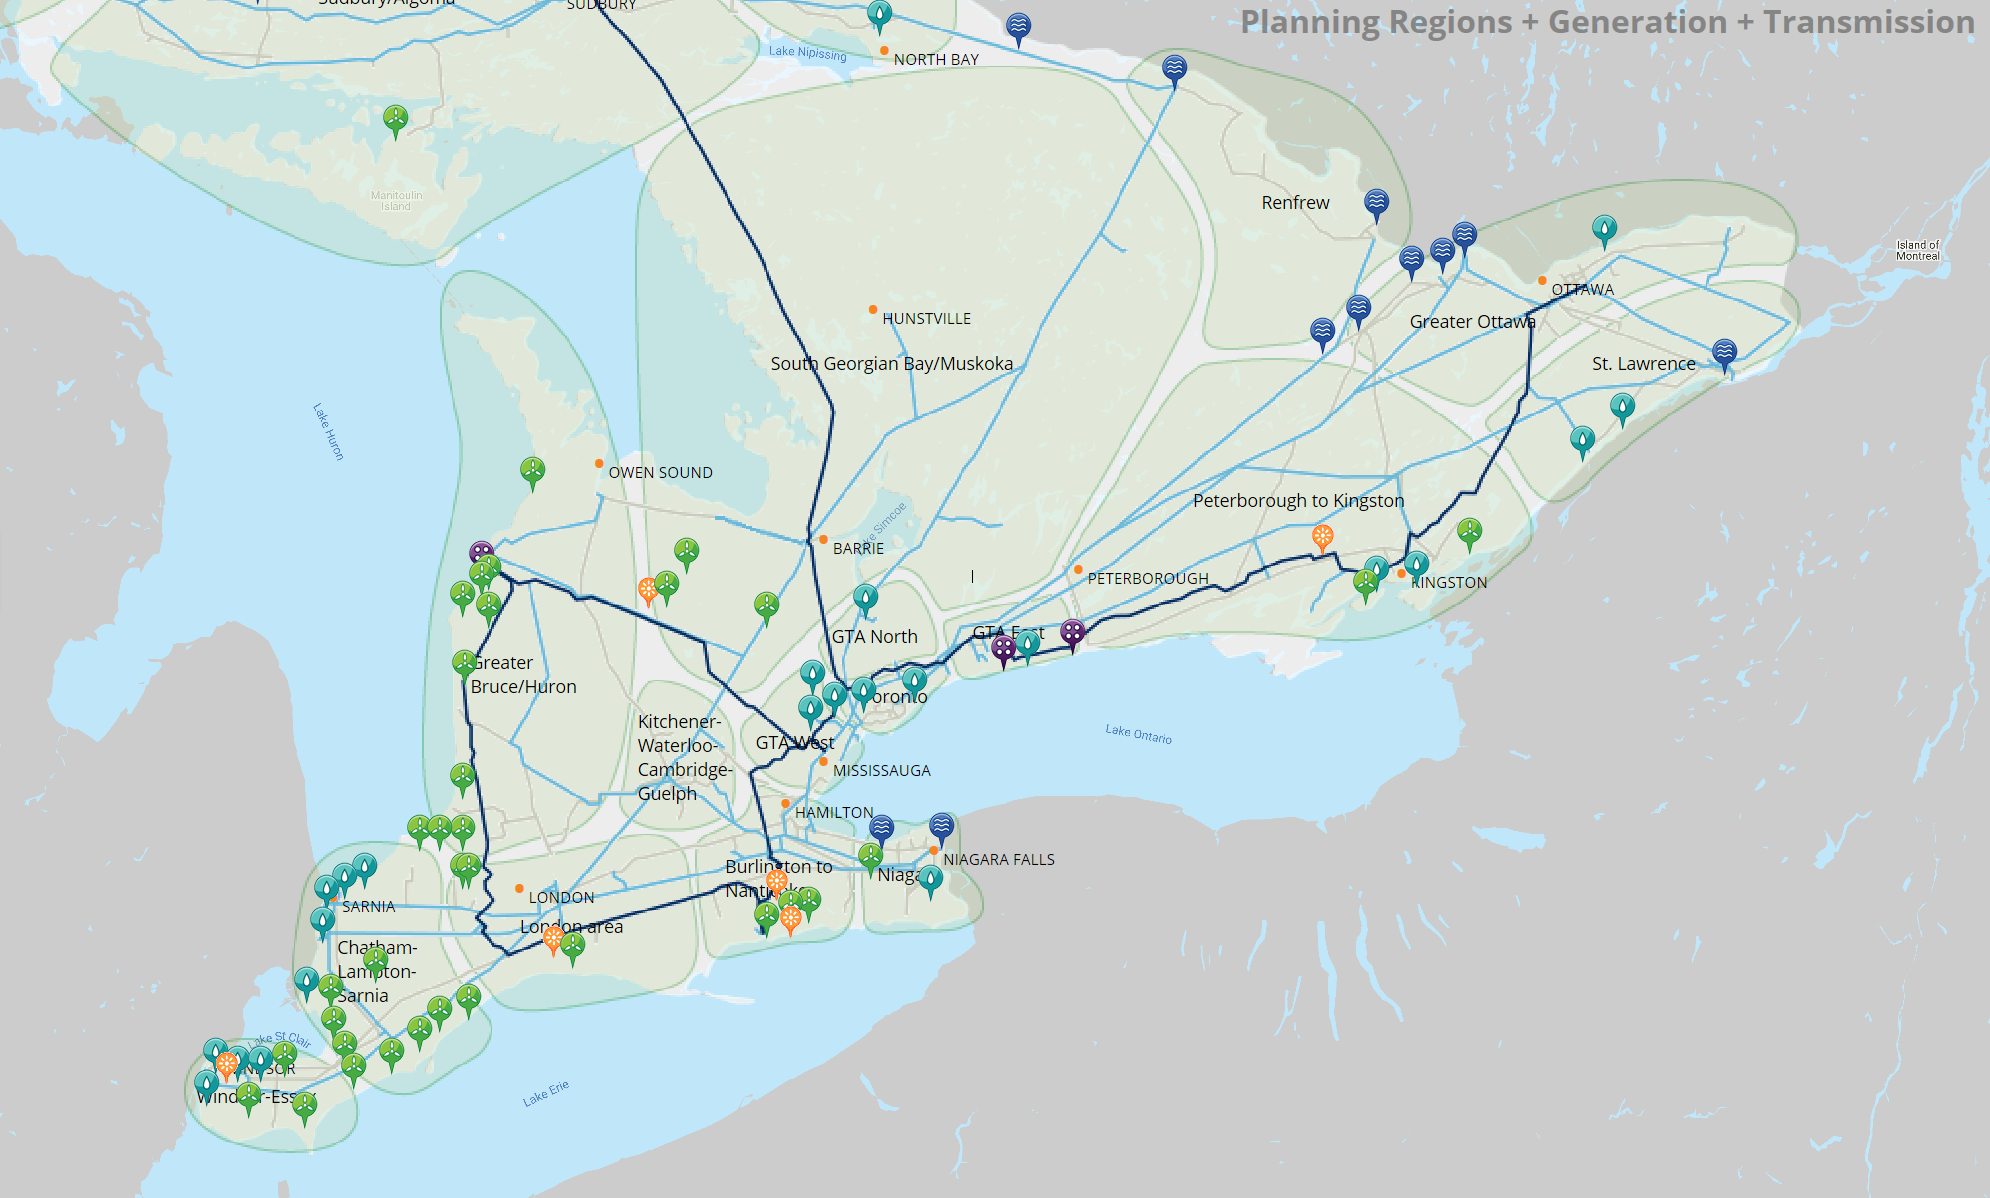 Sudbury/Algoma
SUDBURY
Planning Regions + Generation + Transmission
Lake Nipissing
NORTH BAY
Manitoulin
Island
Renfrew
Island of
Montreal
OTTAWA
HUNSTVILLE
Greater Ottawa
South Georgian Bay/Muskoka
St. Lawrence
Lake Huron
OWEN SOUND
Peterborough to Kingston
Lake Simcoe
BARRIE
PETERBOROUGH
KINGSTON
GTA North
GTA East
Greater
Bruce/Huron
Toronto
Kitchener-
Waterloo-
Cambridge-
Guelph
GTA West
Lake Ontario
MISSISSAUGA
HAMILTON
NIAGARA FALLS
Burlington to
Nanticoke
Niagara
LONDON
SARNIA
London area
Chatham-
Lambton-
Sarnia
Lake St Clair
WINDSOR
Windsor-Essex
Lake Erie